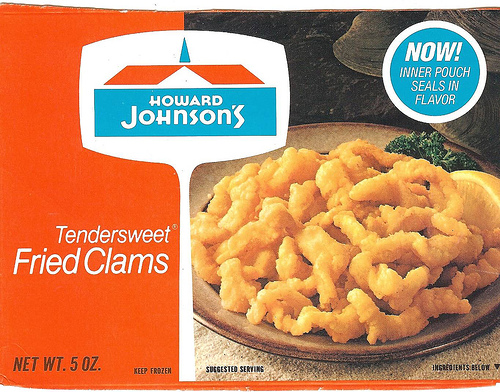 HOWARD
JOHNSON'S
NOW!
INNER POUCH
SEALS IN
FLAVOR
Tendersweet®
Fried Clams
NET WT. 5 OZ.
KEEP FROZEN
SUGGESTED SERVING
INGREDIENTS BELOW